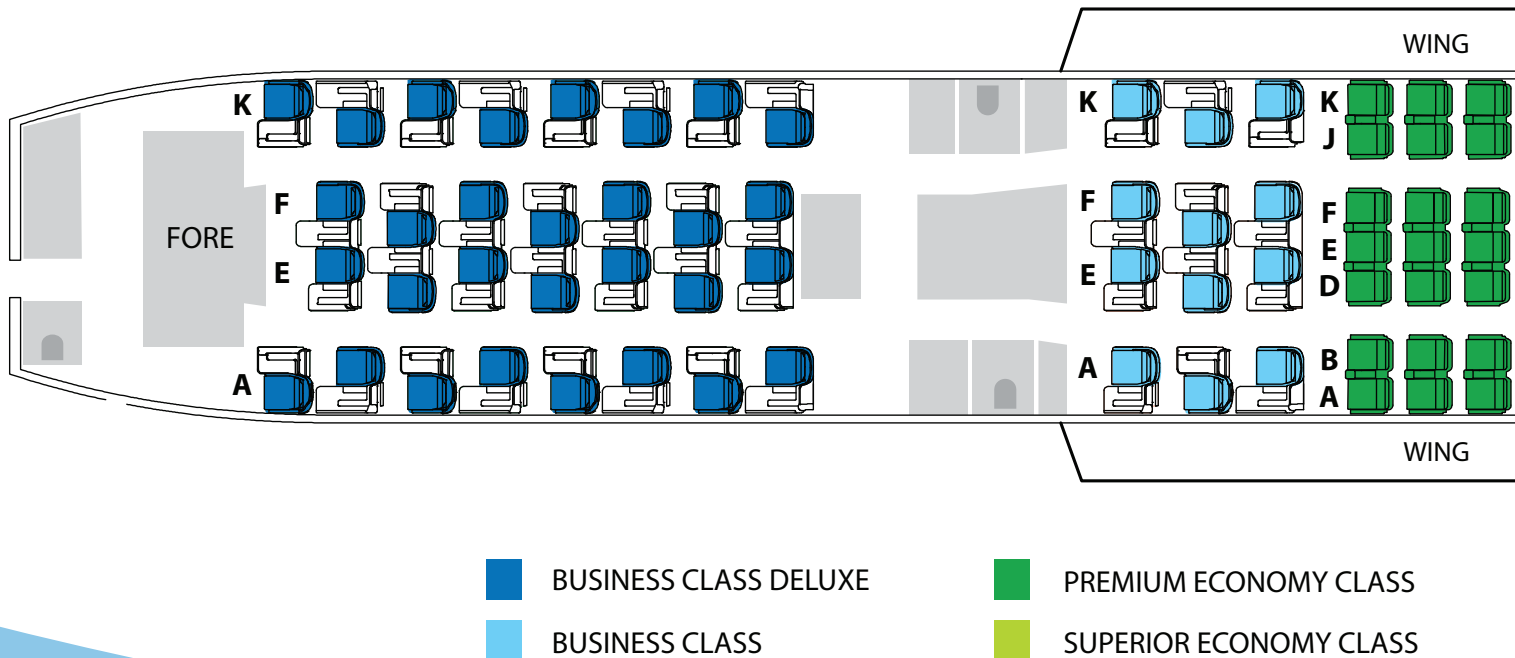 WING
K
K
K
J
F
F
F
FORE
E
E
E
D
A
A
B
A
WING
BUSINESS CLASS DELUXE
PREMIUM ECONOMY CLASS
BUSINESS CLASS
SUPERIOR ECONOMY CLASS